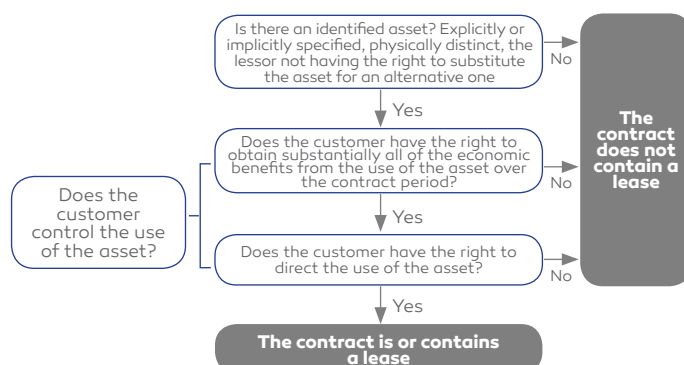 Is there an identified asset? Explicitly or
implicitly specified, physically distinct, the
lessor not having the right to substitute
the asset for an alternative one
No
Yes
The
contract
does not
contain a
lease
Does the customer have the right to
obtain substantially all of the economic
benefits from the use of the asset over
the contract period?
No
Does the
customer
control the use
of the asset?
Yes
Does the customer have the right to
direct the use of the asset?
No
Yes
The contract is or contains
a lease